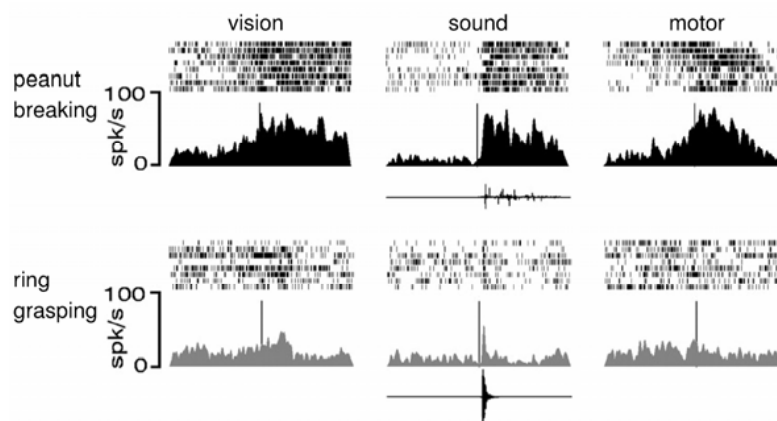 vision sound motor
peanut
breaking
100
spk/s
0
ring
grasping
100
spk/s
0